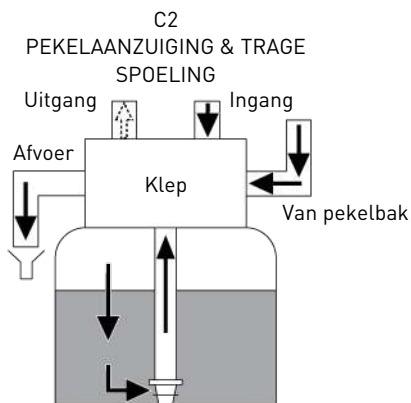 C2
PEKELAANZUIGING & TRAGE
SPOELING
Uitgang
Ingang
Afvoer
Klep
Van pekelbak